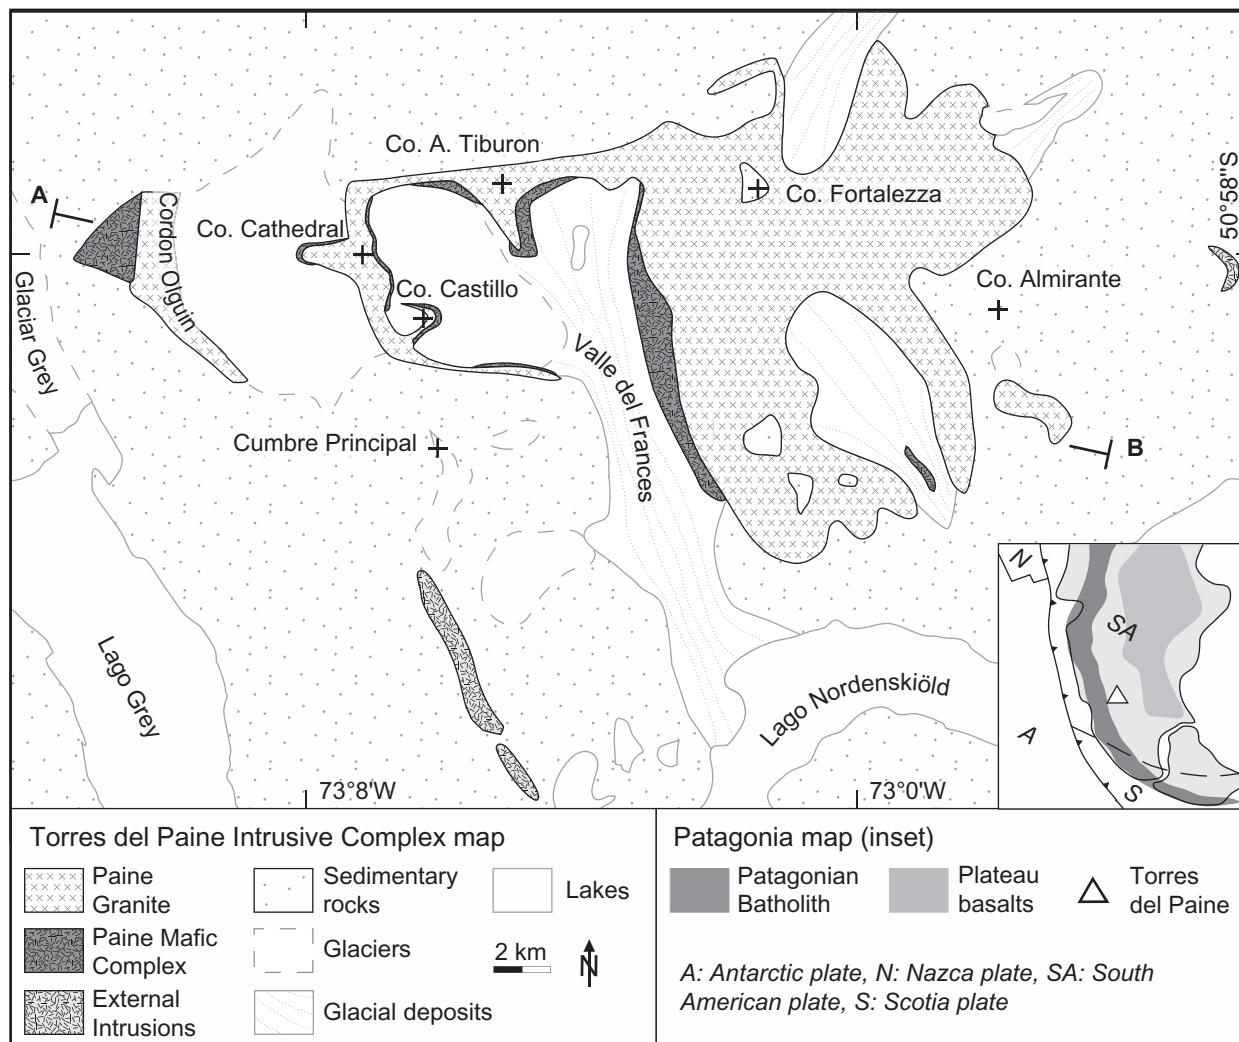 Co. A. Tiburon
A
Cordon Olguin
Co. Cathedral
Co. Fortalezza
50°58"S
Glaciar Grey
Co. Castillo
Co. Almirante
Valle del Frances
Cumbre Principal
B
Lago Grey
Lago Nordenskiöld
N
SA
A
S
73°8'W
73°0'W
Torres del Paine Intrusive Complex map
Paine
Granite
Sedimentary
rocks
Lakes
Paine Mafic
Complex
Glaciers
2 km
N
External
Intrusions
Glacial deposits
Patagonia map (inset)
Patagonian
Batholith
Plateau
basalts
Torres
del Paine
A: Antarctic plate, N: Nazca plate, SA: South
American plate, S: Scotia plate